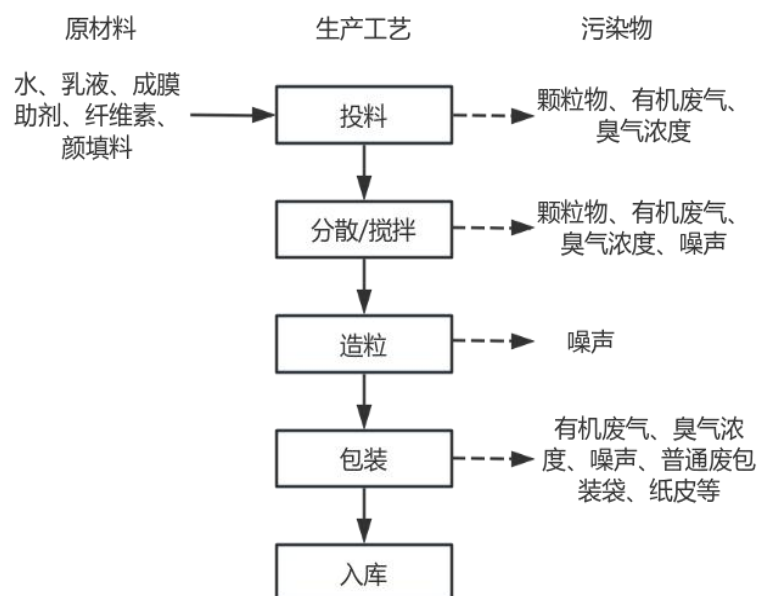 原材料
生产工艺
污染物
水、乳液、成膜
助剂、纤维素、
颜填料
投料
颗粒物、有机废气、
臭气浓度
分散/搅拌
颗粒物、有机废气、
臭气浓度、噪声
造粒
噪声
包装
有机废气、臭气浓
度、噪声、普通废包
装袋、纸皮等
入库